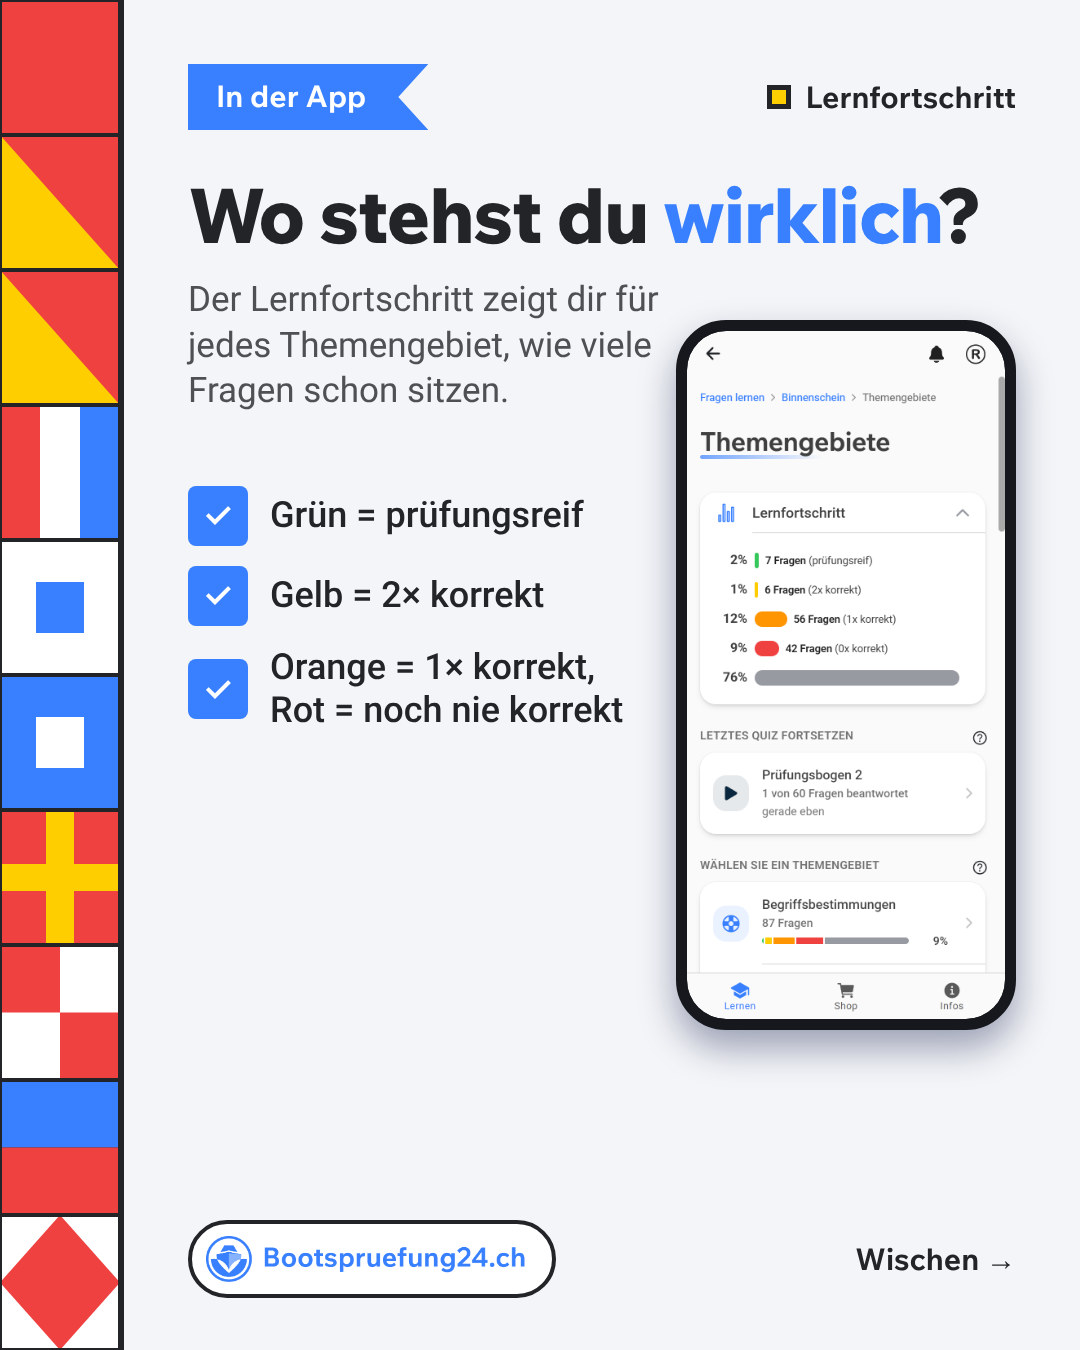 In der App
Lernfortschritt
Wo stehst du wirklich?
Der Lernfortschritt zeigt dir für
jedes Themengebiet, wie viele
Fragen schon sitzen.
Grün = prüfungsreif
Gelb = 2× korrekt
Orange = 1× korrekt,
Rot = noch nie korrekt
R
Fragen lernen > Binnenschein > Themengebiete
Themengebiete
Lernfortschritt
2% 7 Fragen (prüfungsreif)
1% 6 Fragen (2x korrekt)
12% 56 Fragen (1x korrekt)
9% 42 Fragen (0x korrekt)
76%
LETZTES QUIZ FORTSETZEN
Prüfungsbogen 2
1 von 60 Fragen beantwortet
gerade eben
WÄHLEN SIE EIN THEMENGEBIET
Begriffsbestimmungen
87 Fragen
9%
Lernen Shop Infos
Bootspruefung24.ch
Wischen →